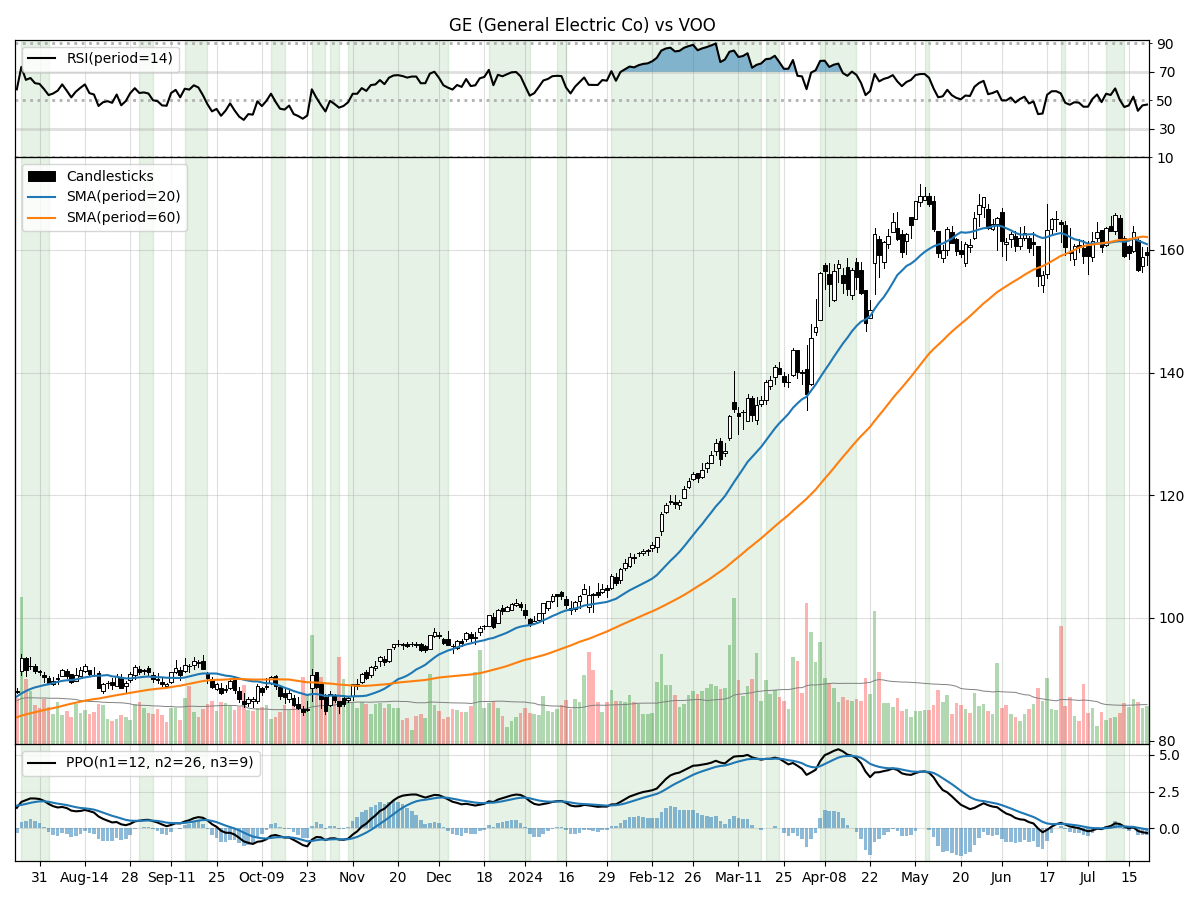 GE (General Electric Co) vs VOO
RSI(period=14)
90
70
50
30
10
Candlesticks
SMA(period=20)
SMA(period=60)
160
140
120
100
80
PPO(n1=12, n2=26, n3=9)
5.0
2.5
0.0
31 Aug-14 28 Sep-11 25 Oct-09 23 Nov 20 Dec 18 2024 16 29 Feb-12 26 Mar-11 25 Apr-08 22 May 20 Jun 17 Jul 15